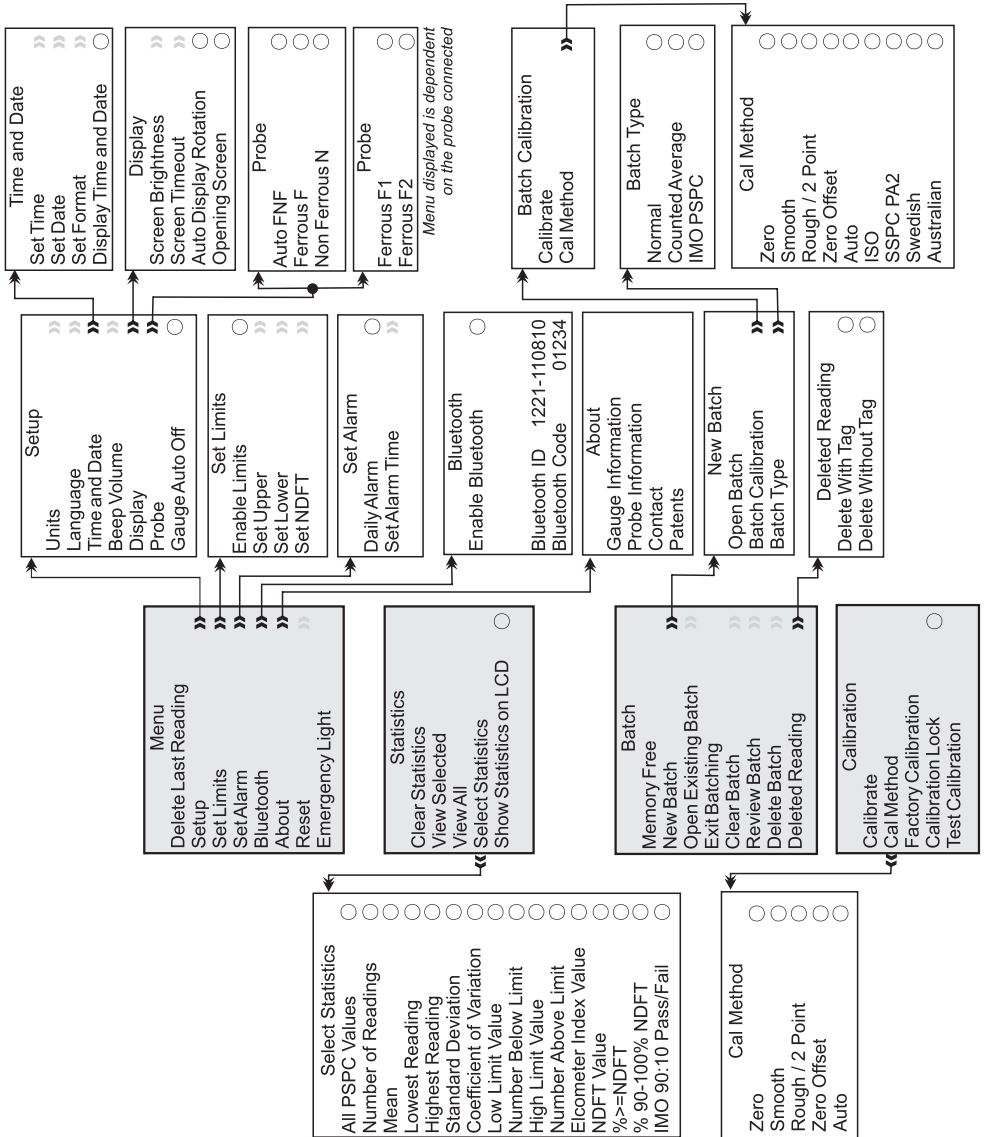 Time and Date
Set Time
Set Date
Set Format
Display Time and Date
Display
Screen Brightness
Screen Timeout
Auto Display Rotation
Opening Screen
Probe
Auto FNF
Ferrous F
Non Ferrous N
Probe
Ferrous F1
Ferrous F2
Menu displayed is dependent
on the probe connected
Batch Calibration
Calibrate
Cal Method
Batch Type
Normal
Counted Average
IMO PSPC
Cal Method
Zero
Smooth
Rough / 2 Point
Zero Offset
Auto
ISO
SSPC PA2
Swedish
Australian
Setup
Units
Language
Time and Date
Beep Volume
Display
Probe
Gauge Auto Off
Set Limits
Enable Limits
Set Upper
Set Lower
Set NDFT
Set Alarm
Daily Alarm
Set Alarm Time
Bluetooth
Enable Bluetooth
Bluetooth ID 1221-110810
Bluetooth Code 01234
About
Gauge Information
Probe Information
Contact
Patents
New Batch
Open Batch
Batch Calibration
Batch Type
Deleted Reading
Delete With Tag
Delete Without Tag
Menu
Delete Last Reading
Setup
Set Limits
Set Alarm
Bluetooth
About
Reset
Emergency Light
Statistics
Clear Statistics
View Selected
View All
Select Statistics
Show Statistics on LCD
Batch
Memory Free
New Batch
Open Existing Batch
Exit Batching
Clear Batch
Review Batch
Delete Batch
Deleted Reading
Calibration
Calibrate
Cal Method
Factory Calibration
Calibration Lock
Test Calibration
Select Statistics
All PSPC Values
Number of Readings
Mean
Lowest Reading
Highest Reading
Standard Deviation
Coefficient of Variation
Low Limit Value
Number Below Limit
High Limit Value
Number Above Limit
Elcometer Index Value
NDFT Value
%>=NDFT
% 90-100% NDFT
IMO 90:10 Pass/Fail
Cal Method
Zero
Smooth
Rough / 2 Point
Zero Offset
Auto